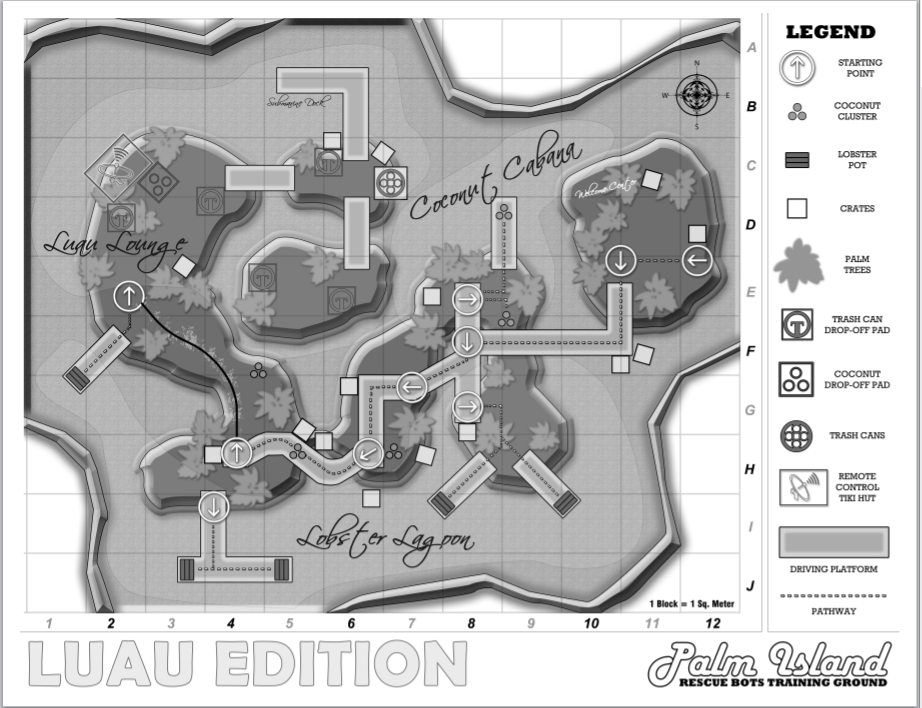 LEGEND
STARTING
POINT
COCONUT
CLUSTER
LOBSTER
POT
CRATES
PALM
TREES
TRASH CAN
DROP-OFF PAD
COCONUT
DROP-OFF PAD
TRASH CANS
REMOTE
CONTROL
TIKI HUT
DRIVING PLATFORM
PATHWAY
A
B
C
D
E
F
G
H
I
J
N
W E
S
Submarine Dock
Coconut Cabana
Welcome Center
Luau Lounge
Lobster Lagoon
1 Block = 1 Sq. Meter
1 2 3 4 5 6 7 8 9 10 11 12
LUAU EDITION
Palm Island
RESCUE BOTS TRAINING GROUND